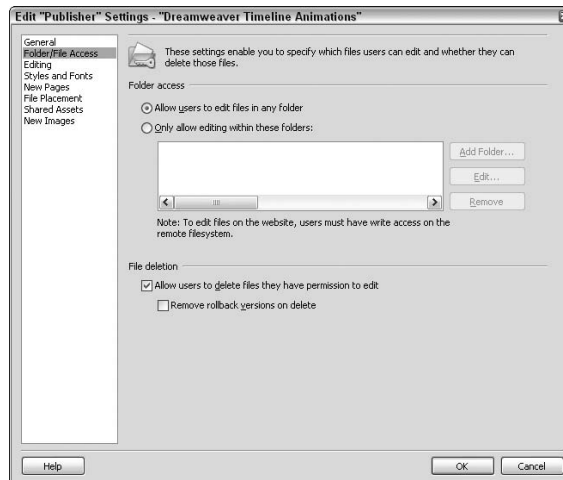 Edit "Publisher" Settings - "Dreamweaver Timeline Animations"
General
Folder/File Access
Editing
Styles and Fonts
New Pages
File Placement
Shared Assets
New Images
These settings enable you to specify which files users can edit and whether they can
delete those files.
Folder access
Allow users to edit files in any folder
Only allow editing within these folders:
Add Folder...
Edit...
Remove
Note: To edit files on the website, users must have write access on the
remote filesystem.
File deletion
Allow users to delete files they have permission to edit
Remove rollback versions on delete
Help
OK
Cancel